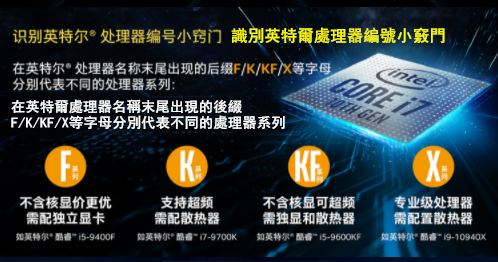 识别英特尔® 处理器编号小窍门 識別英特爾處理器編號小竅門
在英特尔® 处理器名称末尾出现的后缀F/K/KF/X等字母
分别代表不同的处理器系列:
在英特爾處理器名稱末尾出現的後綴
F/K/KF/X等字母分別代表不同的處理器系列
intel
CORE i7
10TH GEN
F系列
K系列
KF系列
X系列
不含核显价更优
需配独立显卡
如英特尔® 酷睿™ i5-9400F
支持超频
需配散热器
如英特尔® 酷睿™ i7-9700K
不含核显可超频
需独显和散热器
如英特尔® 酷睿™ i5-9600KF
专业级处理器
需配置散热器
如英特尔® 酷睿™ i9-10940X